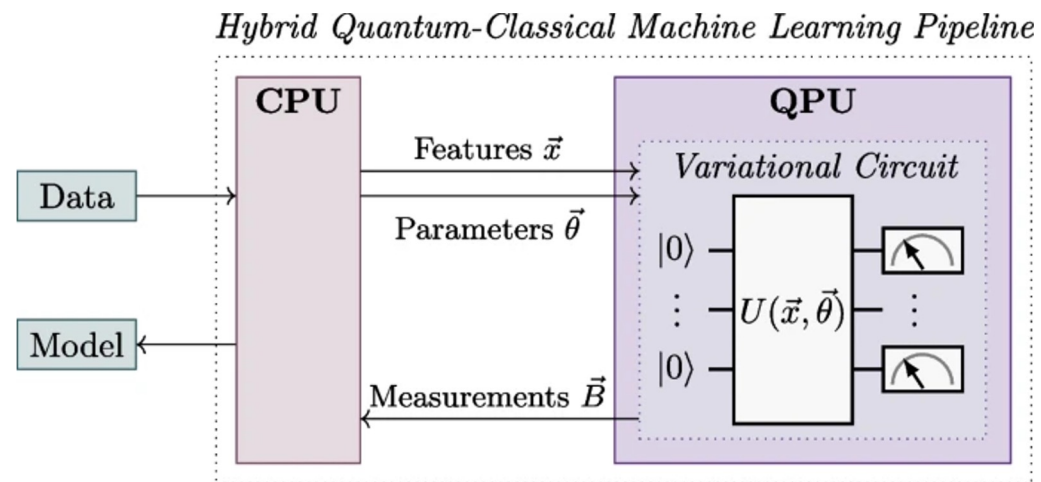 Hybrid Quantum-Classical Machine Learning Pipeline
CPU
QPU
Features x⃗
Variational Circuit
Data
Parameters θ⃗
|0⟩
⋮
U(x⃗, θ⃗)
⋮
Model
|0⟩
Measurements B⃗